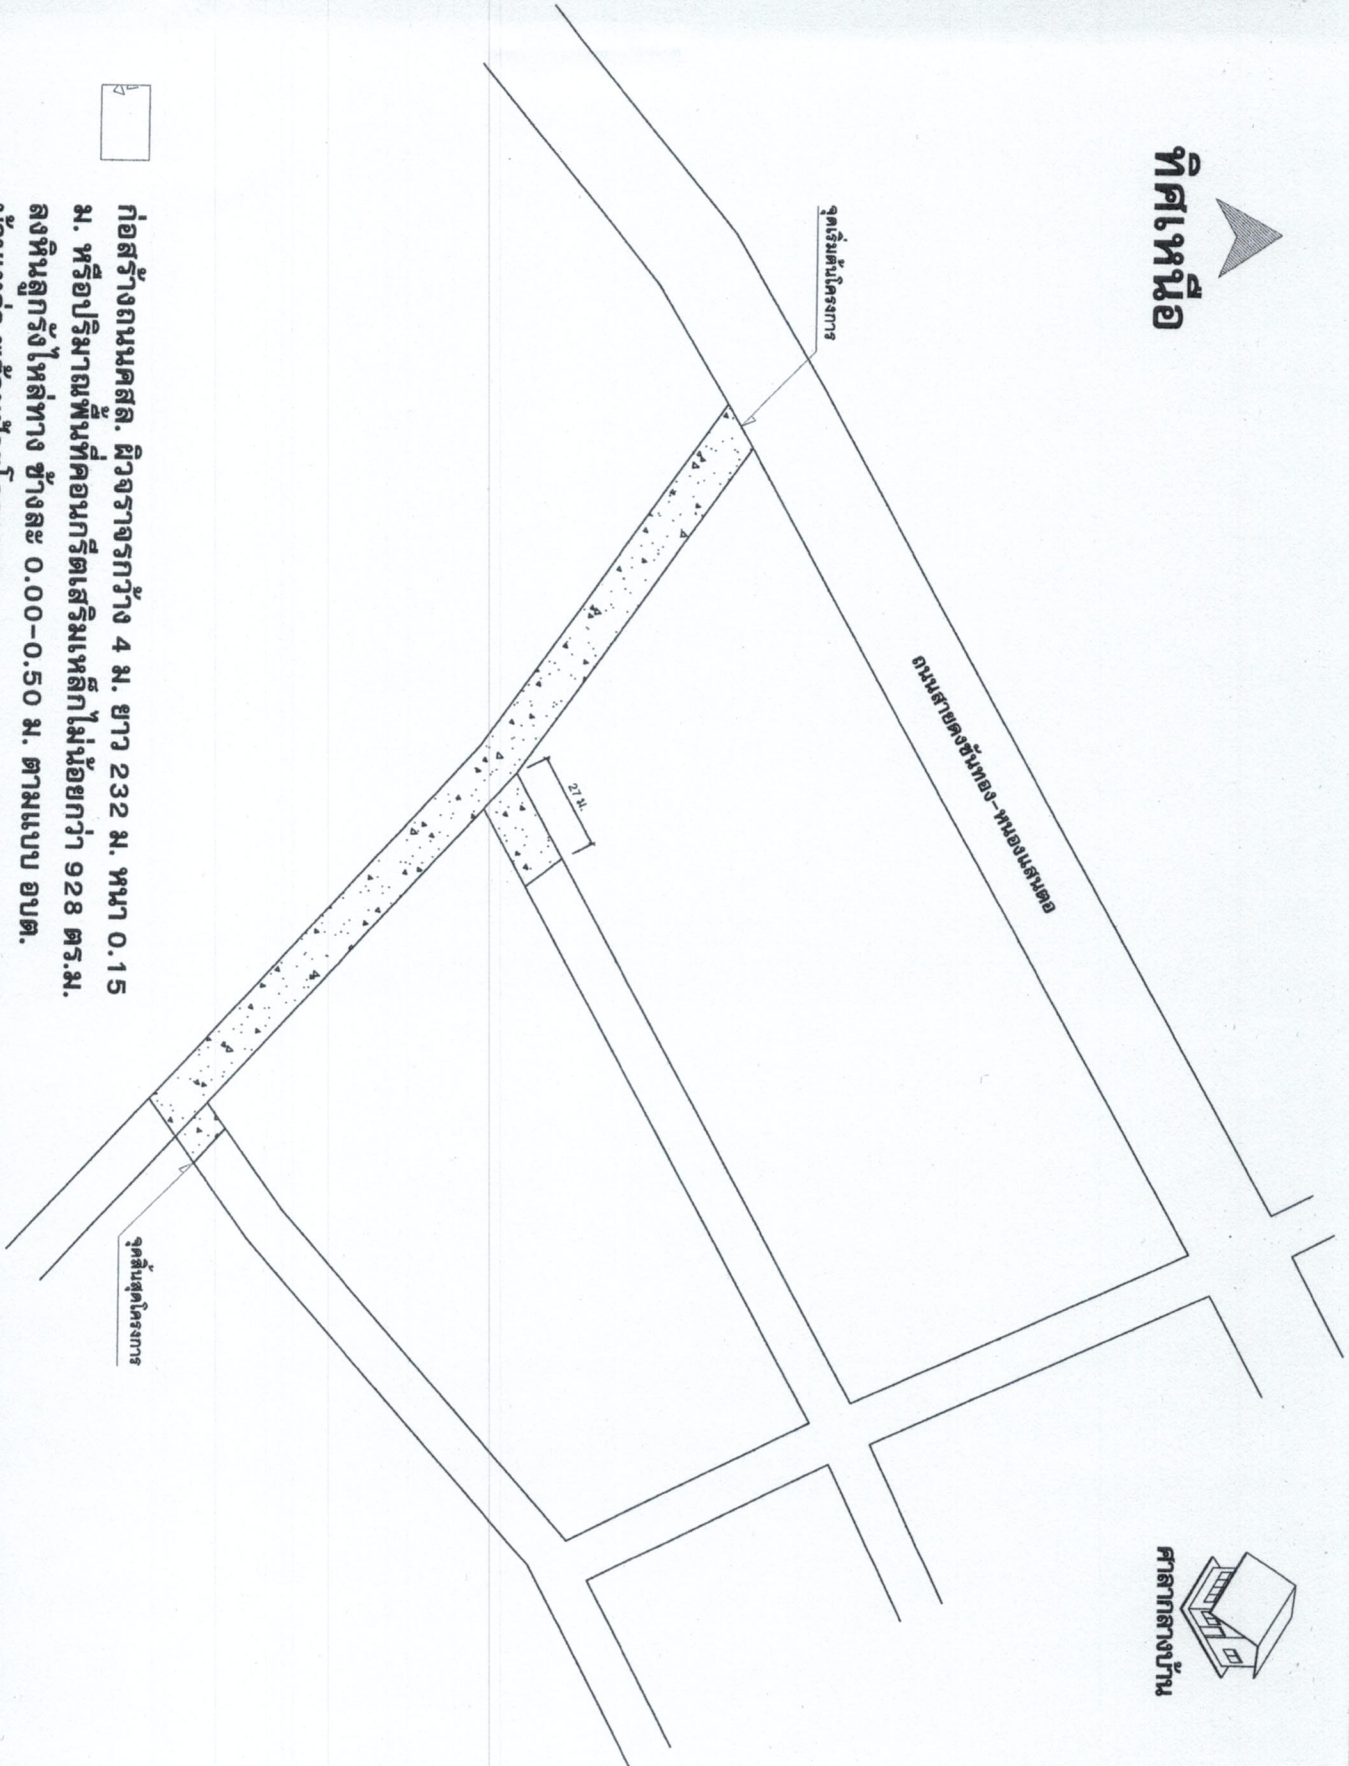 ทิศเหนือ
จุดเริ่มต้นโครงการ
ถนนสายดงขันทอง-หนองแสนตอ
27 ม.
ศาลากลางบ้าน
จุดสิ้นสุดโครงการ
ก่อสร้างถนนคสล. ผิวจราจรกว้าง 4 ม. ยาว 232 ม. หนา 0.15
ม. หรือปริมาณพื้นที่คอนกรีตเสริมเหล็กไม่น้อยกว่า 928 ตร.ม.
ลงหินลูกรังไหล่ทาง ข้างละ 0.00-0.50 ม. ตามแบบ อบต.